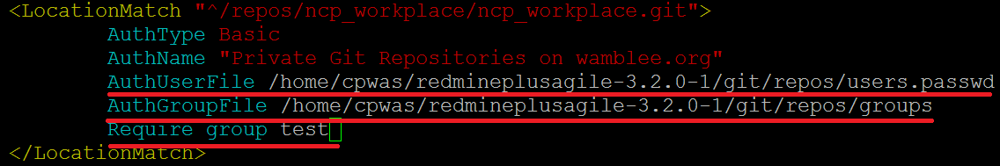 <LocationMatch "^/repos/ncp_workplace/ncp_workplace.git">
AuthType Basic
AuthName "Private Git Repositories on wamblee.org"
AuthUserFile /home/cpwas/redmineplusagile-3.2.0-1/git/repos/users.passwd
AuthGroupFile /home/cpwas/redmineplusagile-3.2.0-1/git/repos/groups
Require group test
</LocationMatch>